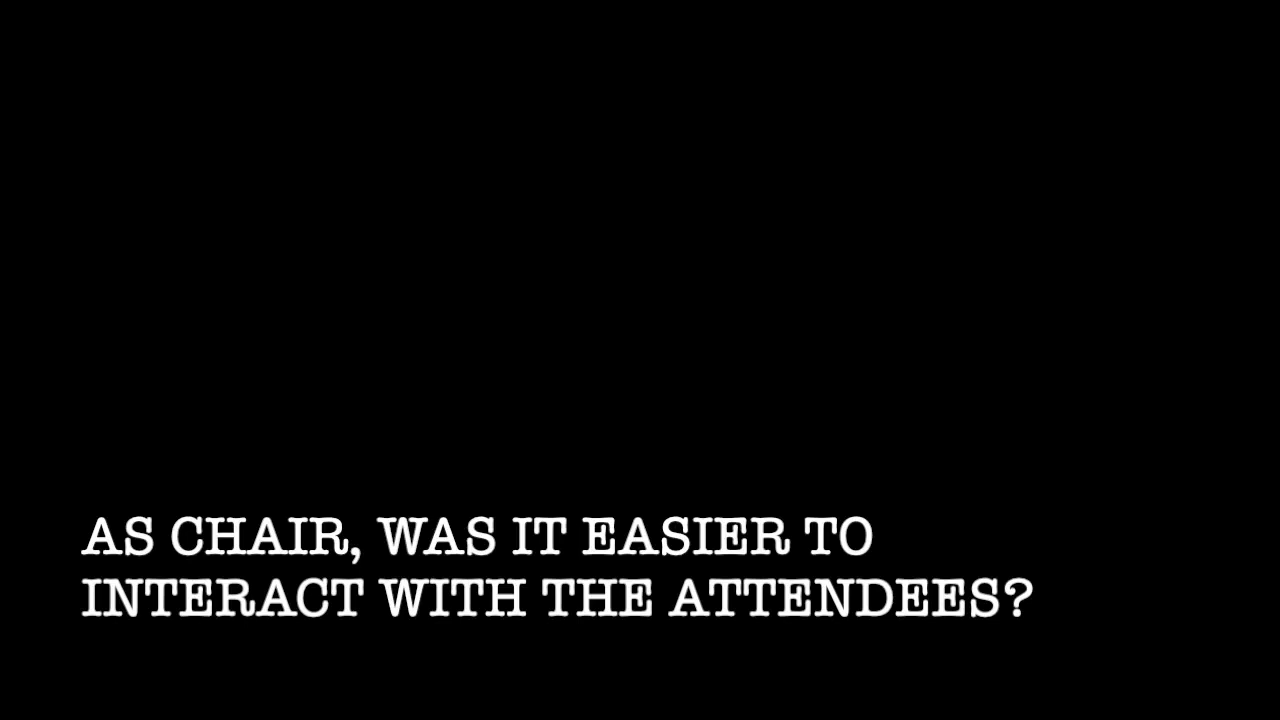 AS CHAIR, WAS IT EASIER TO
INTERACT WITH THE ATTENDEES?